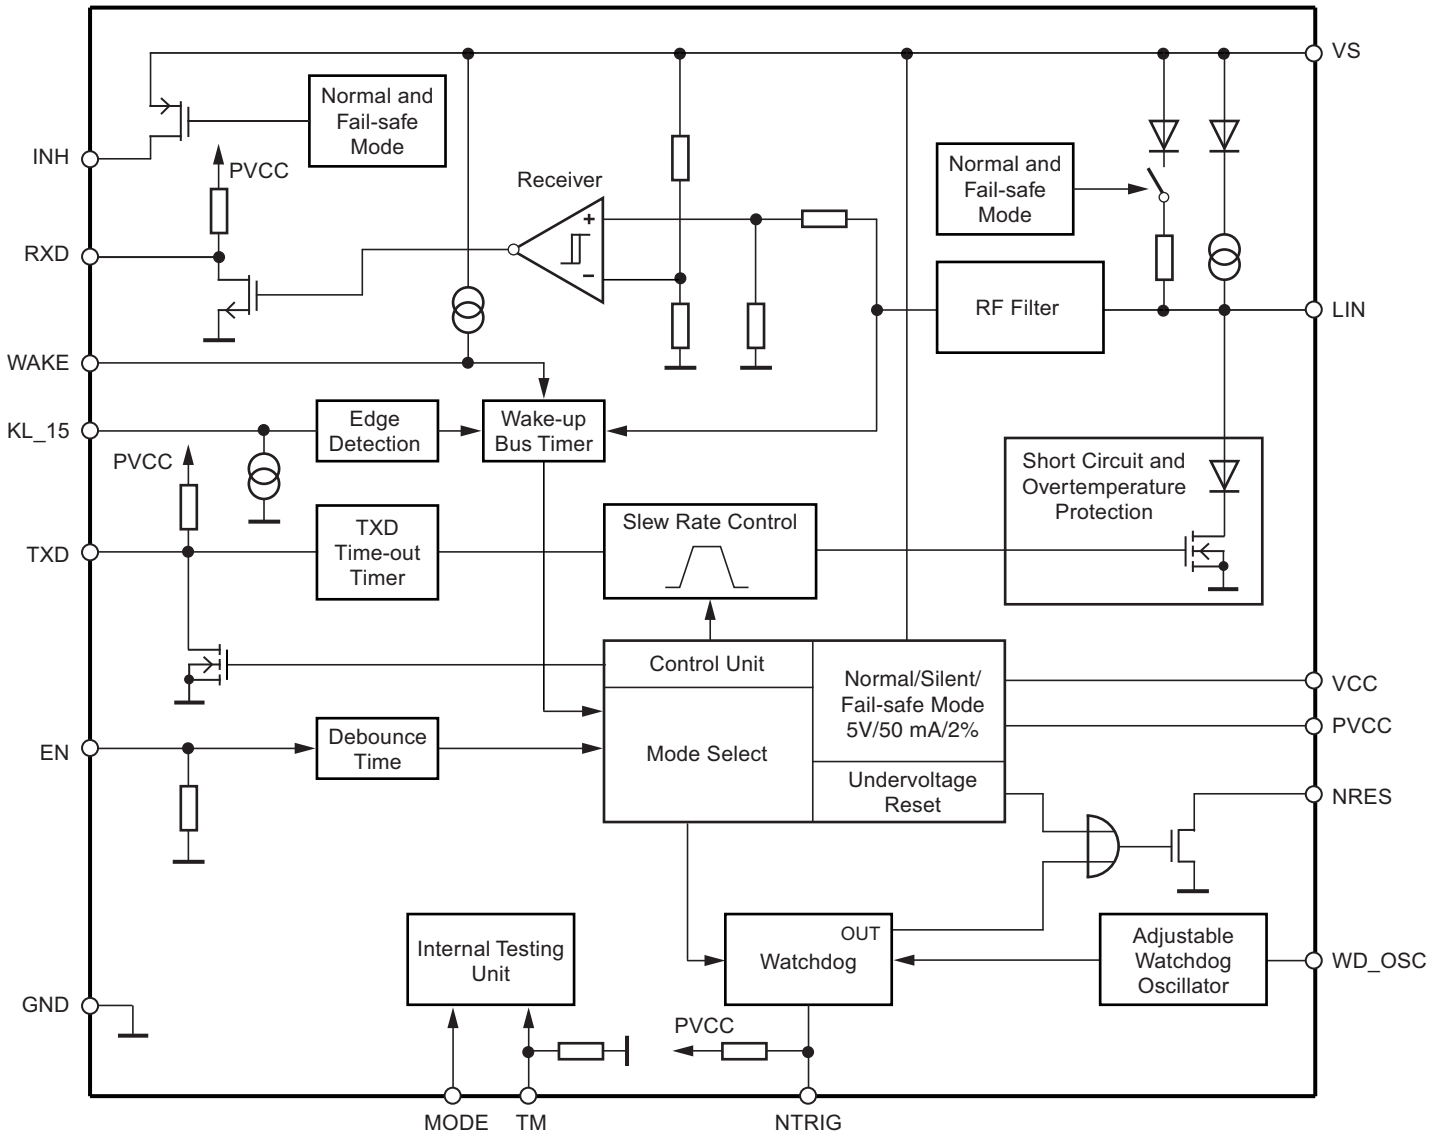 VS
Normal and
Fail-safe
Mode
INH
PVCC
Receiver
Normal and
Fail-safe
Mode
+
−
RXD
RF Filter
LIN
WAKE
KL_15
Edge
Detection
Wake-up
Bus Timer
PVCC
Short Circuit and
Overtemperature
Protection
TXD
TXD
Time-out
Timer
Slew Rate Control
Control Unit
Normal/Silent/
Fail-safe Mode
5V/50 mA/2%
VCC
PVCC
EN
Debounce
Time
Mode Select
Undervoltage
Reset
NRES
Internal Testing
Unit
OUT
Watchdog
Adjustable
Watchdog
Oscillator
WD_OSC
GND
PVCC
MODE
TM
NTRIG